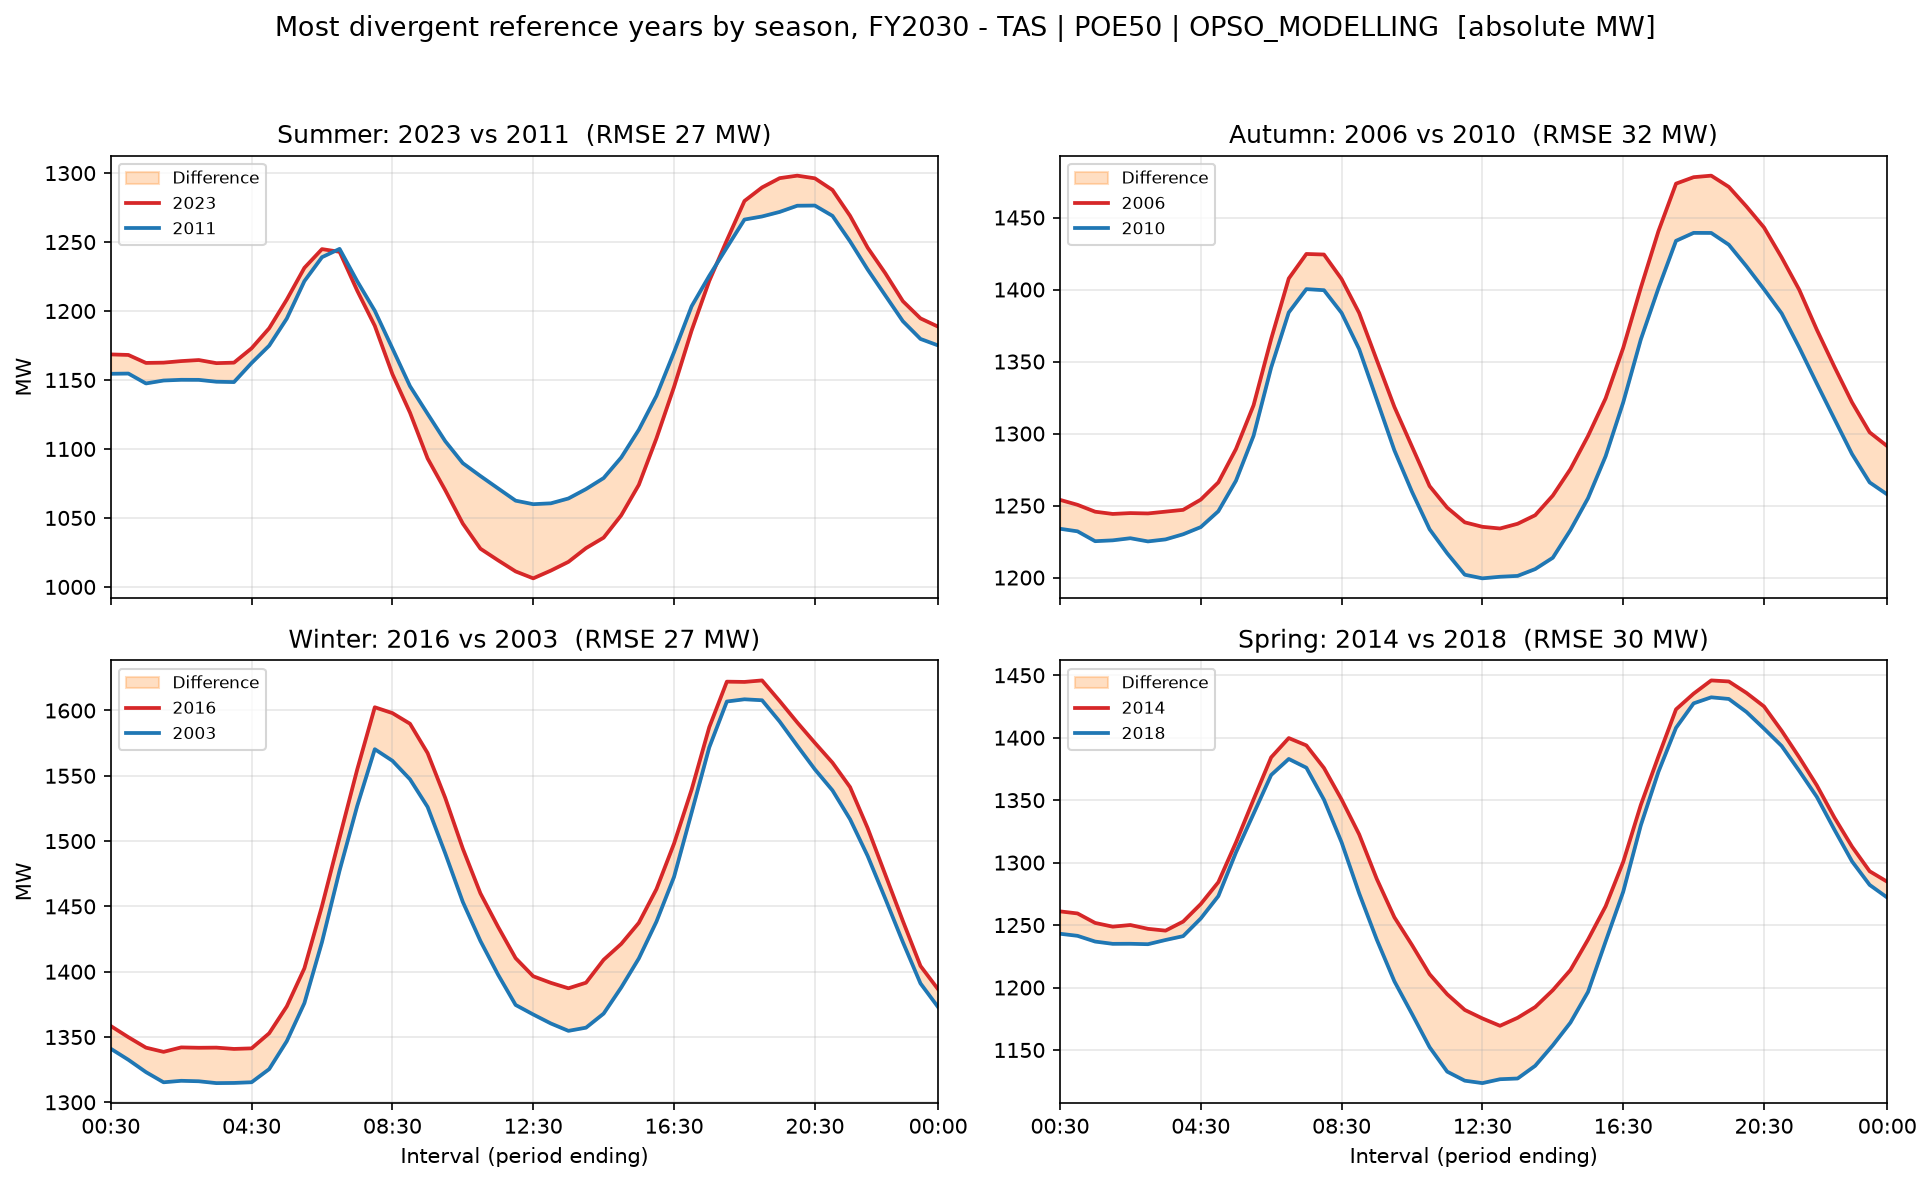 Most divergent reference years by season, FY2030 - TAS | POE50 | OPSO_MODELLING  [absolute MW]
Summer: 2023 vs 2011  (RMSE 27 MW)
Difference
2023
2011
MW
1300
1250
1200
1150
1100
1050
1000
Autumn: 2006 vs 2010  (RMSE 32 MW)
Difference
2006
2010
1450
1400
1350
1300
1250
1200
Winter: 2016 vs 2003  (RMSE 27 MW)
Difference
2016
2003
MW
1600
1550
1500
1450
1400
1350
1300
00:30 04:30 08:30 12:30 16:30 20:30 00:00
Interval (period ending)
Spring: 2014 vs 2018  (RMSE 30 MW)
Difference
2014
2018
1450
1400
1350
1300
1250
1200
1150
00:30 04:30 08:30 12:30 16:30 20:30 00:00
Interval (period ending)